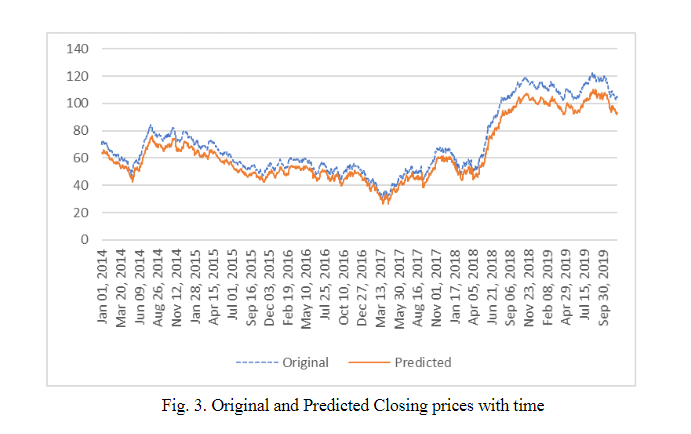 140
120
100
80
60
40
20
0
Jan 01, 2014
Mar 20, 2014
Jun 09, 2014
Aug 26, 2014
Nov 12, 2014
Jan 28, 2015
Apr 15, 2015
Jul 01, 2015
Sep 16, 2015
Dec 03, 2015
Feb 19, 2016
May 10, 2016
Jul 25, 2016
Oct 10, 2016
Dec 27, 2016
Mar 13, 2017
May 30, 2017
Aug 16, 2017
Nov 01, 2017
Jan 17, 2018
Apr 05, 2018
Jun 21, 2018
Sep 06, 2018
Nov 23, 2018
Feb 08, 2019
Apr 29, 2019
Jul 15, 2019
Sep 30, 2019
Original
Predicted
Fig. 3. Original and Predicted Closing prices with time